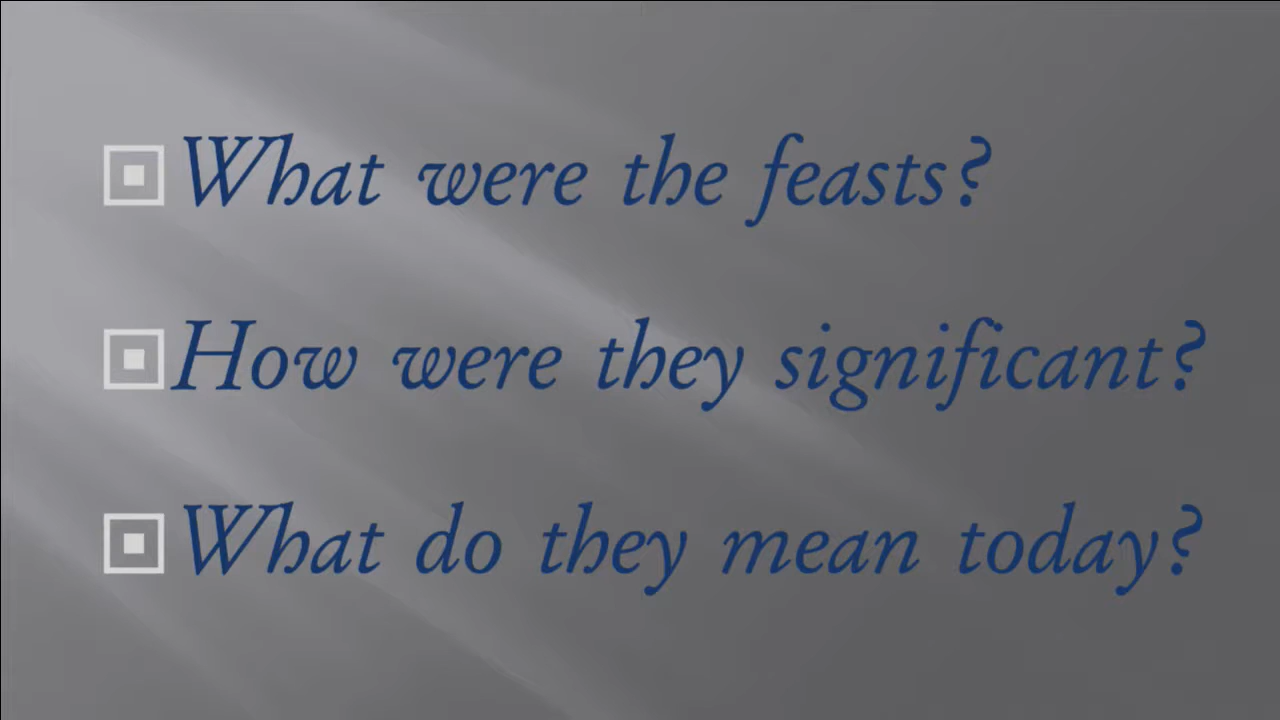 What were the feasts?
How were they significant?
What do they mean today?